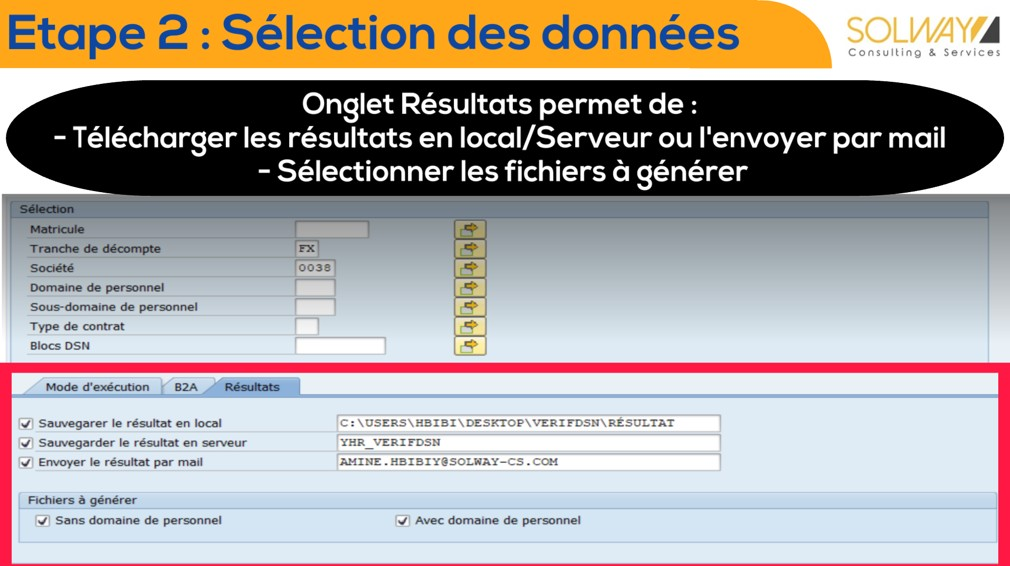 Etape 2 : Sélection des données
SOLWAY
Consulting & Services
Onglet Résultats permet de :
- Télécharger les résultats en local/Serveur ou l'envoyer par mail
- Sélectionner les fichiers à générer
Sélection
Matricule
Tranche de décompte FX
Société 0038
Domaine de personnel
Sous-domaine de personnel
Type de contrat
Blocs DSN
Mode d'exécution B2A Résultats
Sauvegarer le résultat en local C:\USERS\HBIBI\DESKTOP\VERIFDSN\RÉSULTAT
Sauvegarder le résultat en serveur YHR_VERIFDSN
Envoyer le résultat par mail AMINE.HBIBIY@SOLWAY-CS.COM
Fichiers à générer
Sans domaine de personnel Avec domaine de personnel